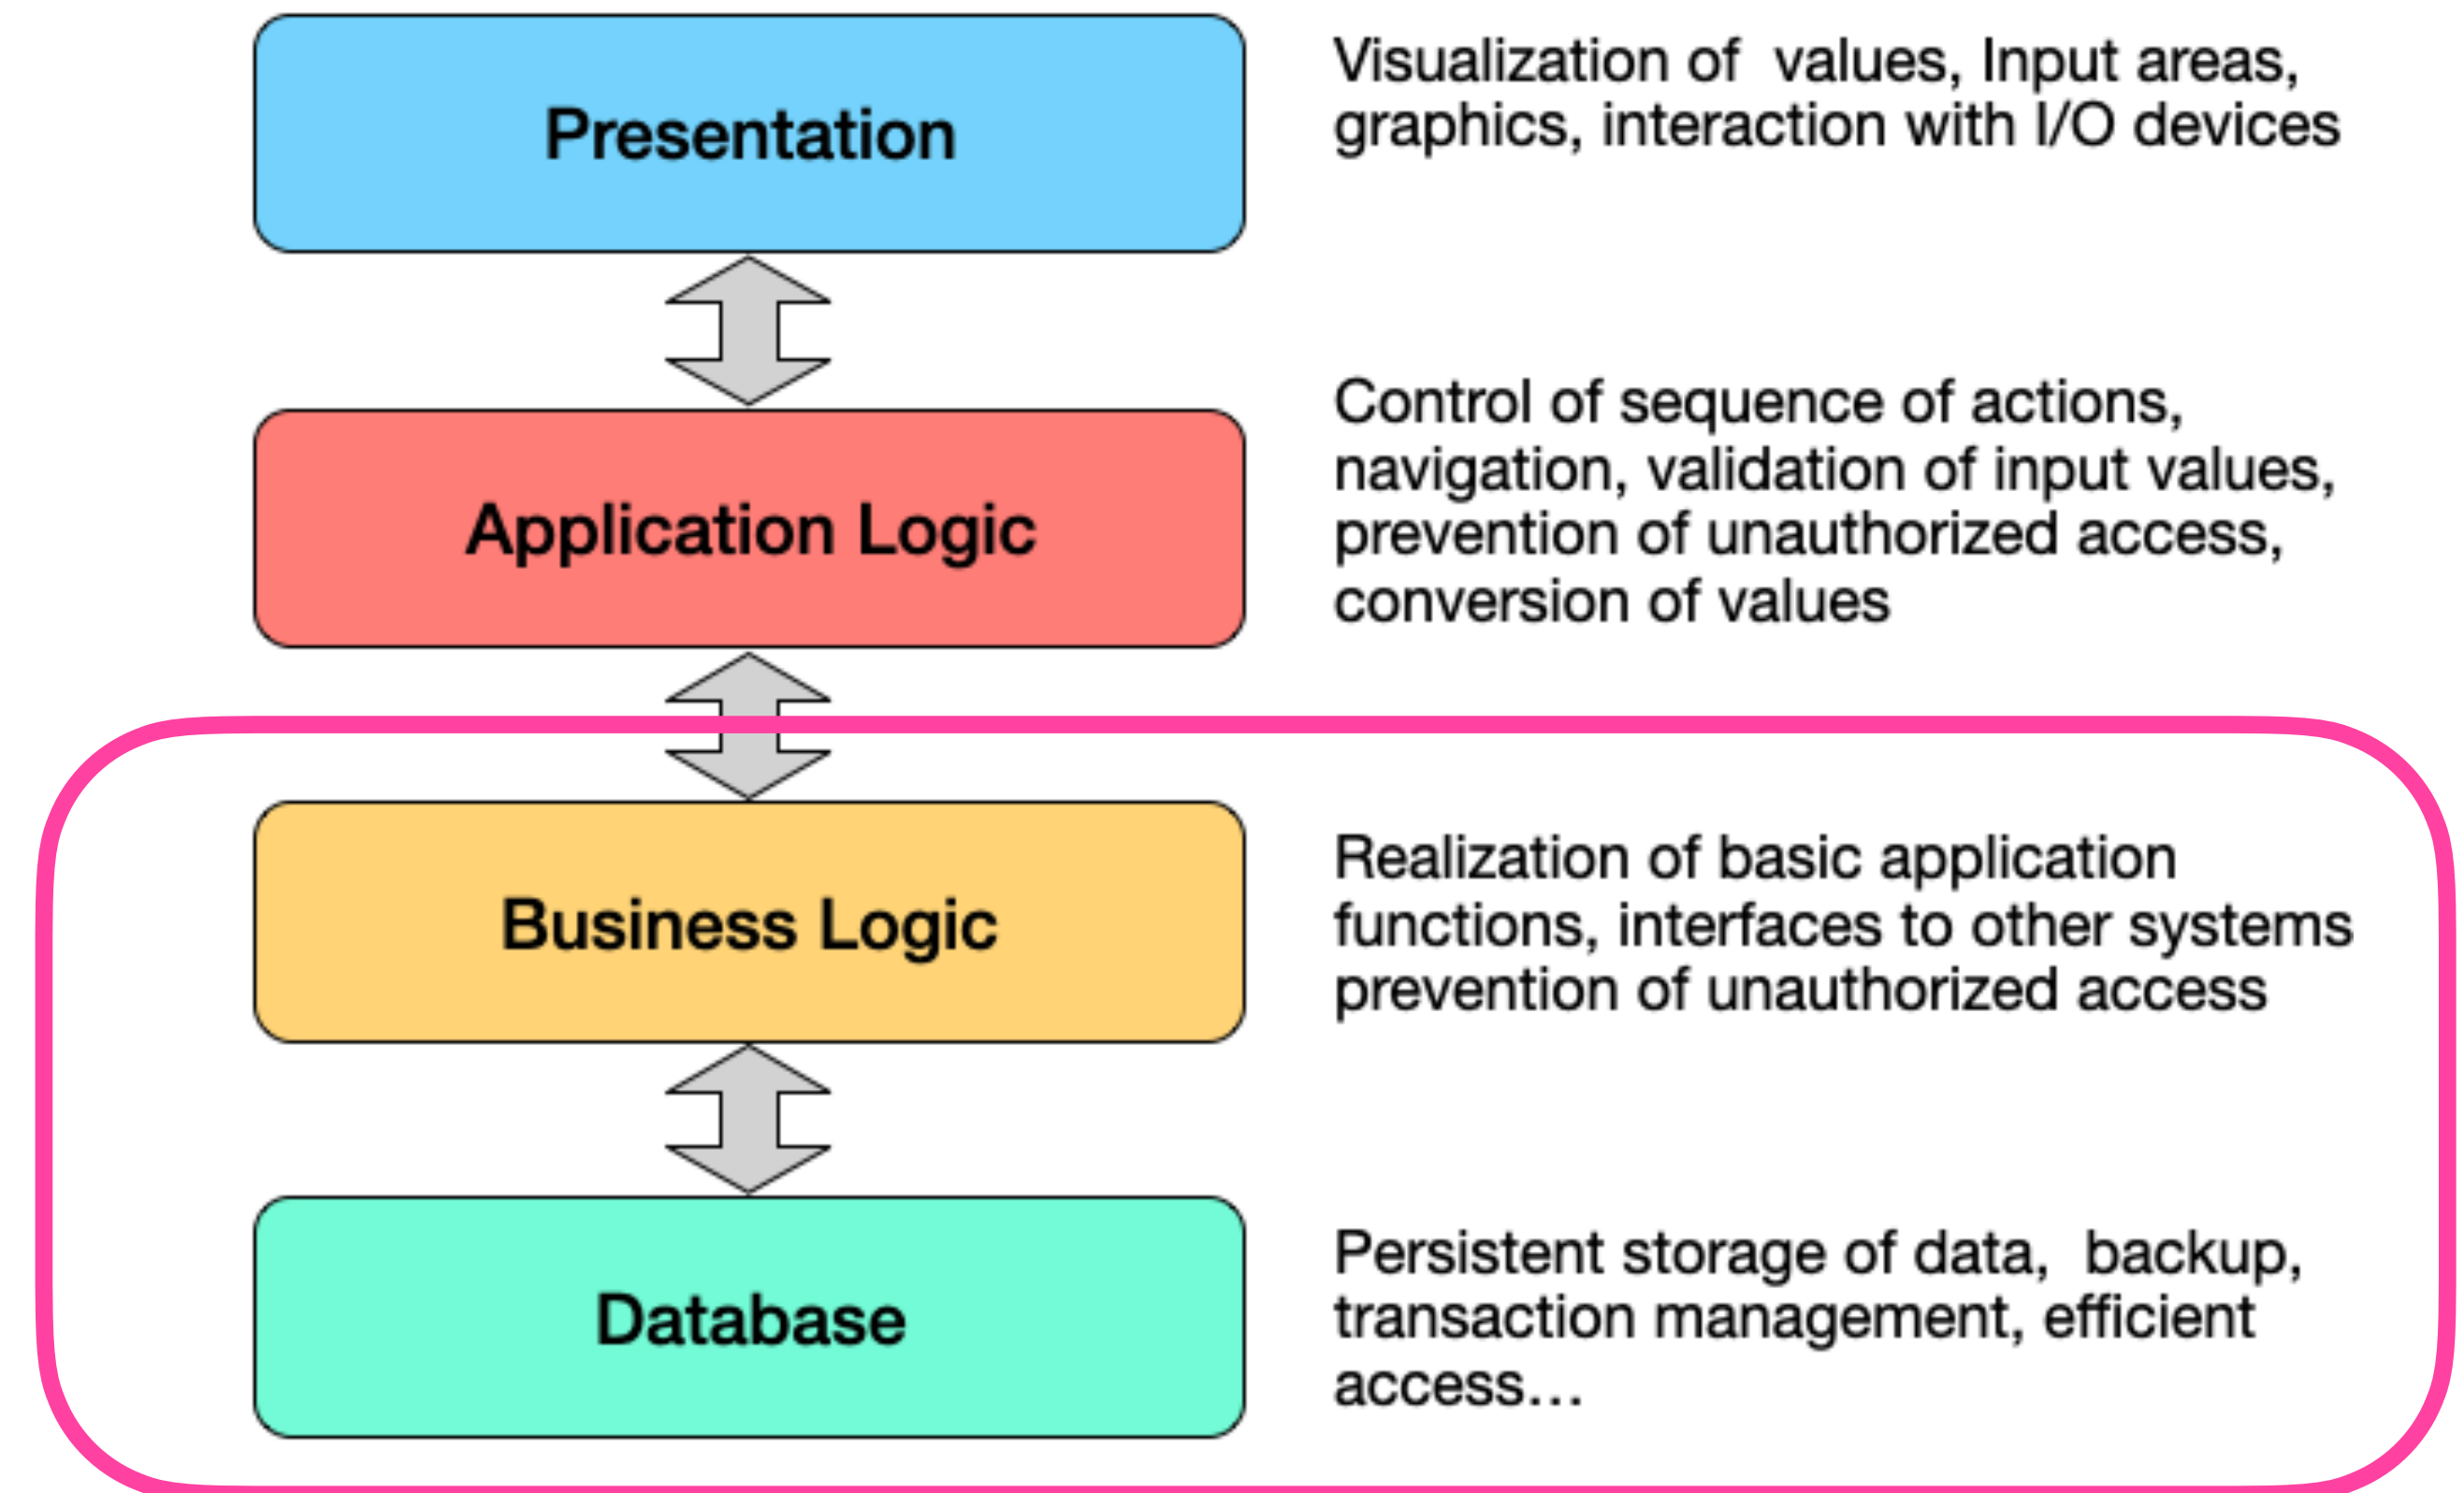 Presentation
Visualization of  values, Input areas,
graphics, interaction with I/O devices
Application Logic
Control of sequence of actions,
navigation, validation of input values,
prevention of unauthorized access,
conversion of values
Business Logic
Realization of basic application
functions, interfaces to other systems
prevention of unauthorized access
Database
Persistent storage of data,  backup,
transaction management, efficient
access…